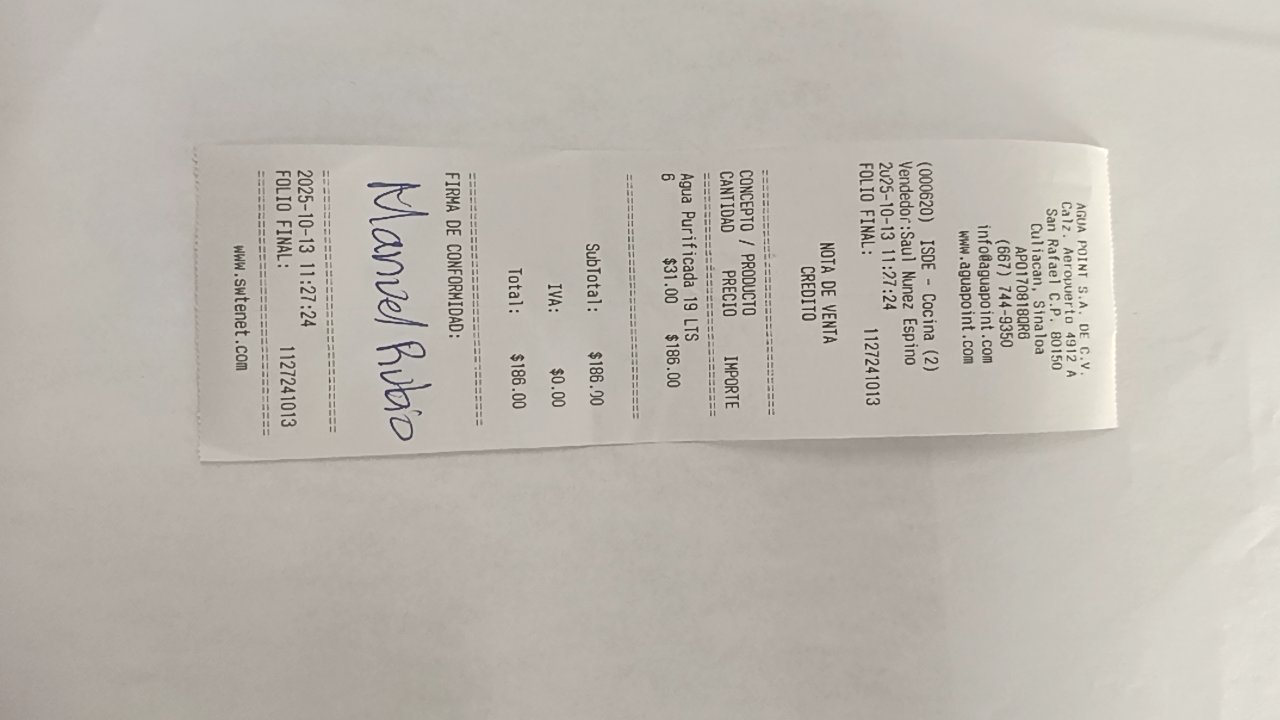 AGUA POINT S.A. DE C.V.
Calz. Aeropuerto 4912 A
San Rafael C.P. 80150
Culiacan, Sinaloa
APO170818QR6
(667) 744-9350
info@aguapoint.com
www.aguapoint.com
(000620) ISDE - Cocina (2)
Vendedor:Saul Nunez Espino
2025-10-13 11:27:24
FOLIO FINAL: 1127241013
NOTA DE VENTA
CREDITO
CONCEPTO / PRODUCTO
CANTIDAD PRECIO IMPORTE
Agua Purificada 19 LTS
6 $31.00 $186.00
SubTotal: $186.00
IVA: $0.00
Total: $186.00
FIRMA DE CONFORMIDAD:
Manuel Rubio
2025-10-13 11:27:24
FOLIO FINAL: 1127241013
www.swtenet.com